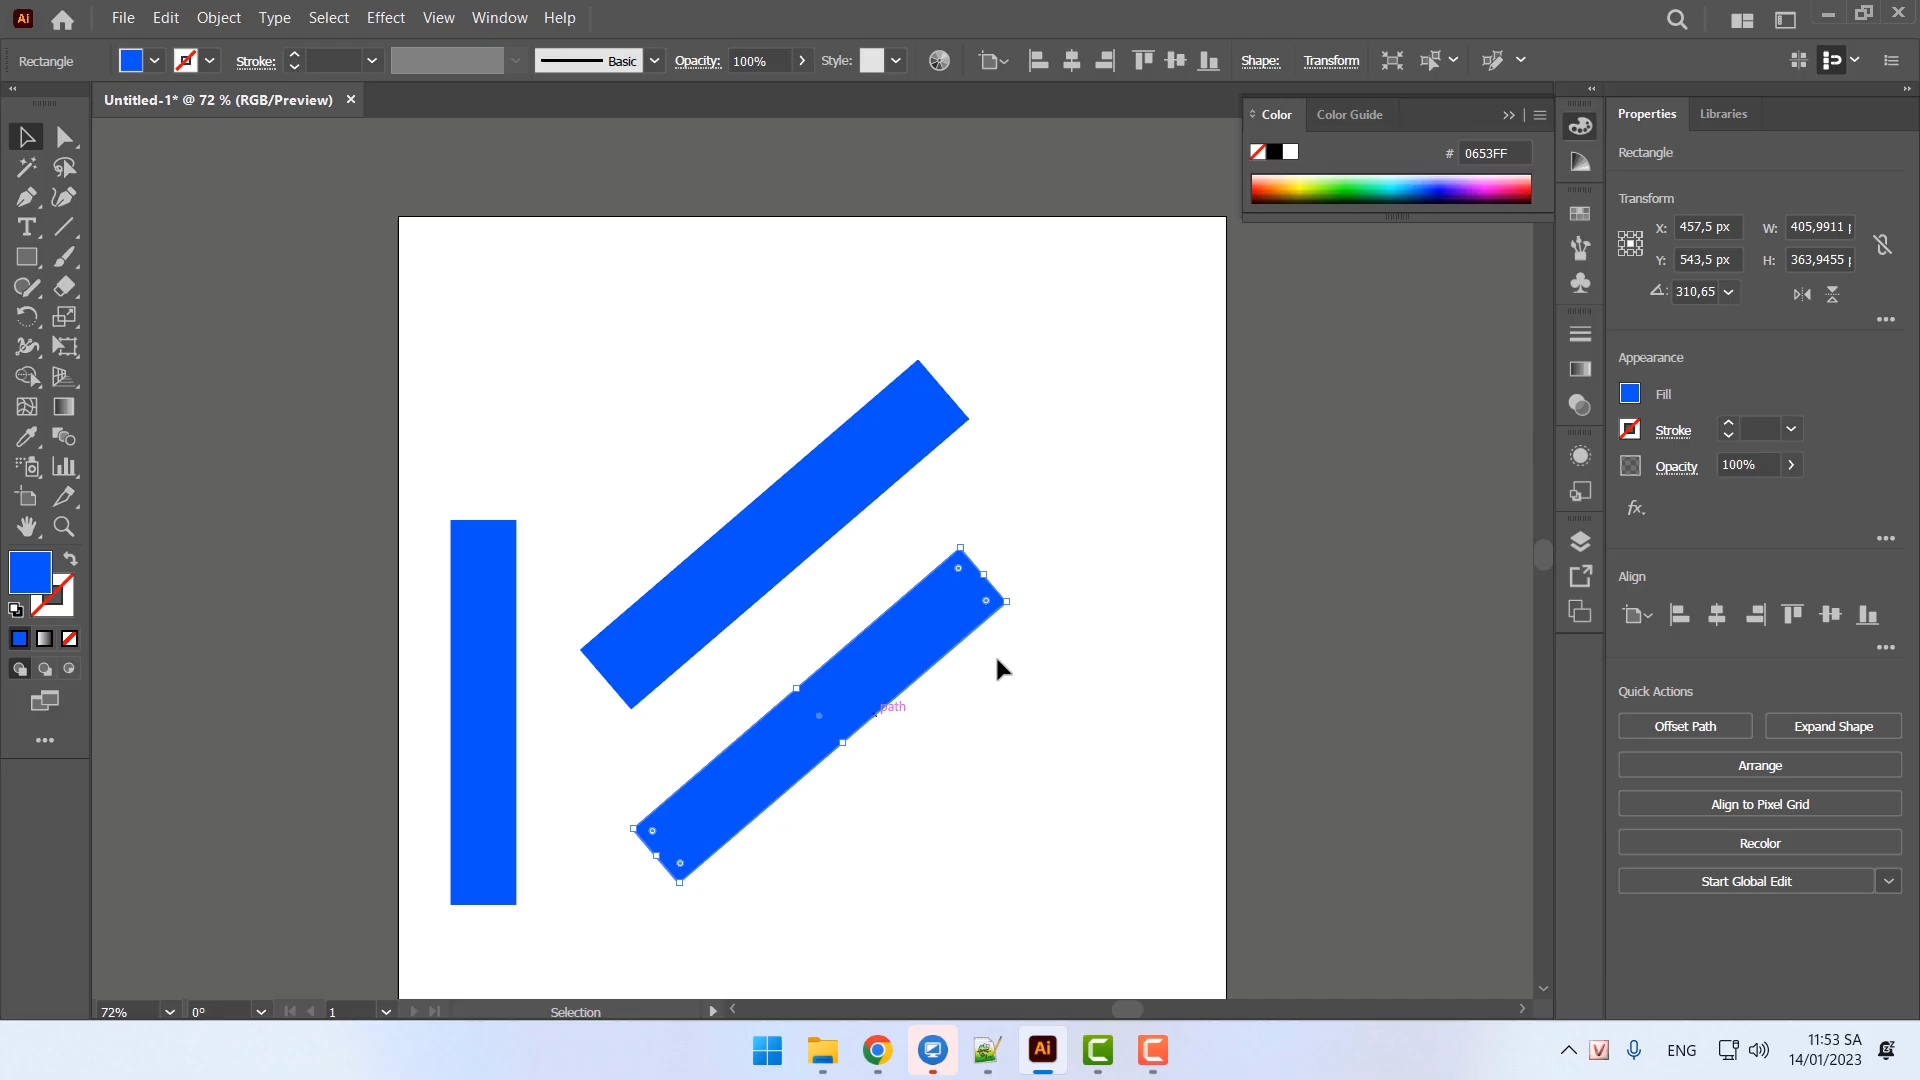 Ai File Edit Object Type Select Effect View Window Help
Rectangle Stroke: Basic Opacity: 100% Style: Shape: Transform
Untitled-1* @ 72 % (RGB/Preview)
Color Color Guide
# 0653FF
Properties Libraries
Rectangle
Transform
X: 457,5 px W: 405,9911 p
Y: 543,5 px H: 363,9455 p
310,65
Appearance
Fill
Stroke
Opacity 100%
fx.
Align
Quick Actions
Offset Path Expand Shape
Arrange
Align to Pixel Grid
Recolor
Start Global Edit
path
72% 0° 1 Selection
Ai
ENG
11:53 SA
14/01/2023